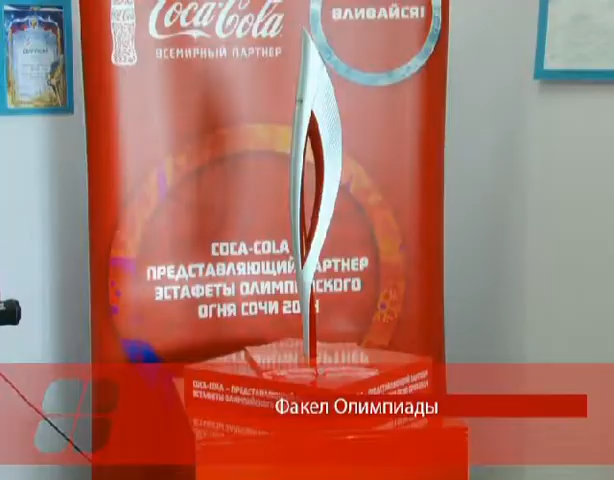 Coca-Cola
ВСЕМИРНЫЙ ПАРТНЕР
ВЛИВАЙСЯ!
COCA-COLA
ПРЕДСТАВЛЯЮЩИЙ ПАРТНЕР
ЭСТАФЕТЫ ОЛИМПИЙСКОГО
ОГНЯ СОЧИ 2014
Факел Олимпиады